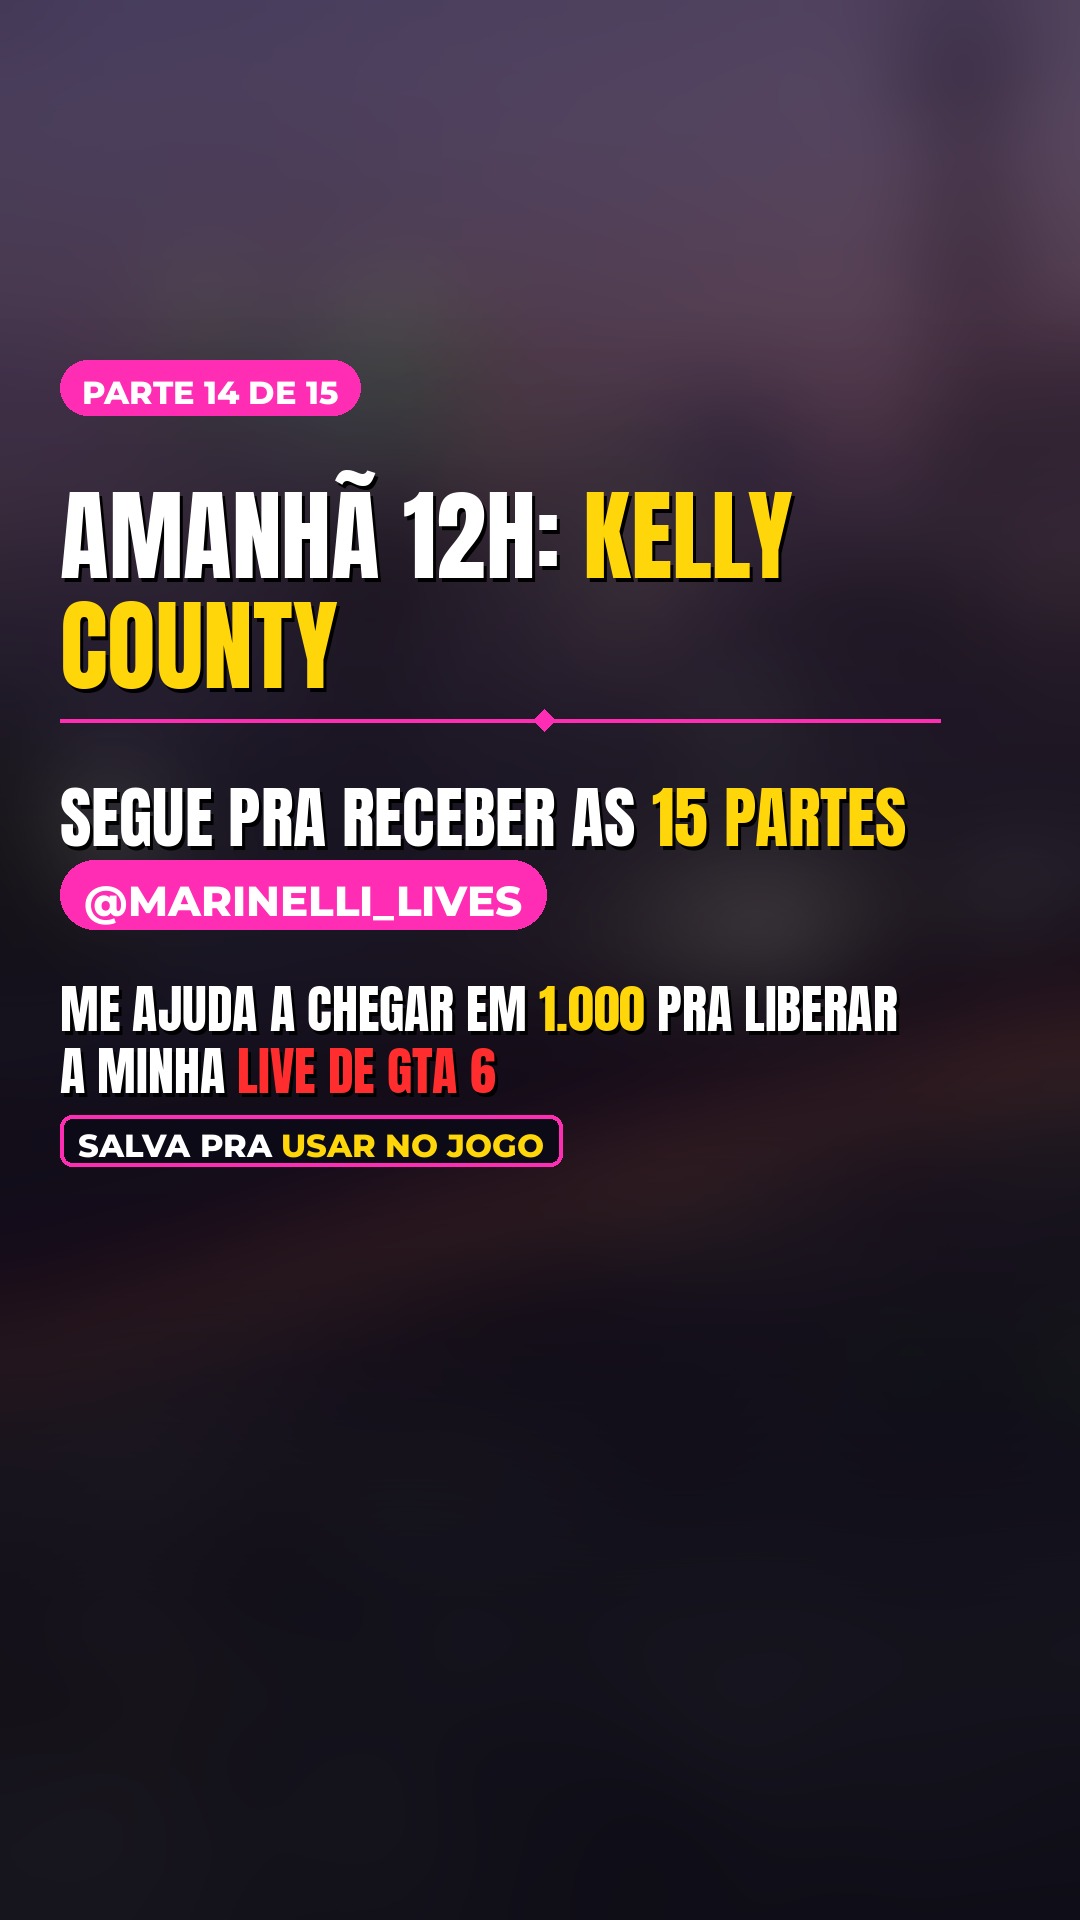 PARTE 14 DE 15
AMANHÃ 12H: KELLY
COUNTY
SEGUE PRA RECEBER AS 15 PARTES
@MARINELLI_LIVES
ME AJUDA A CHEGAR EM 1.000 PRA LIBERAR
A MINHA LIVE DE GTA 6
SALVA PRA USAR NO JOGO